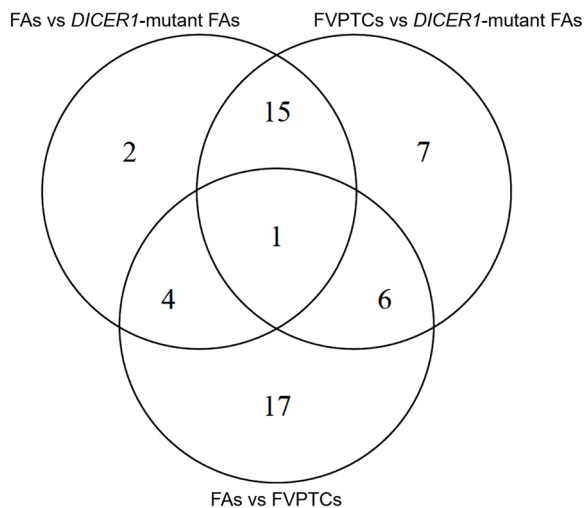 FAs vs DICER1-mutant FAs
FVPTCs vs DICER1-mutant FAs
15
2
7
1
4
6
17
FAs vs FVPTCs